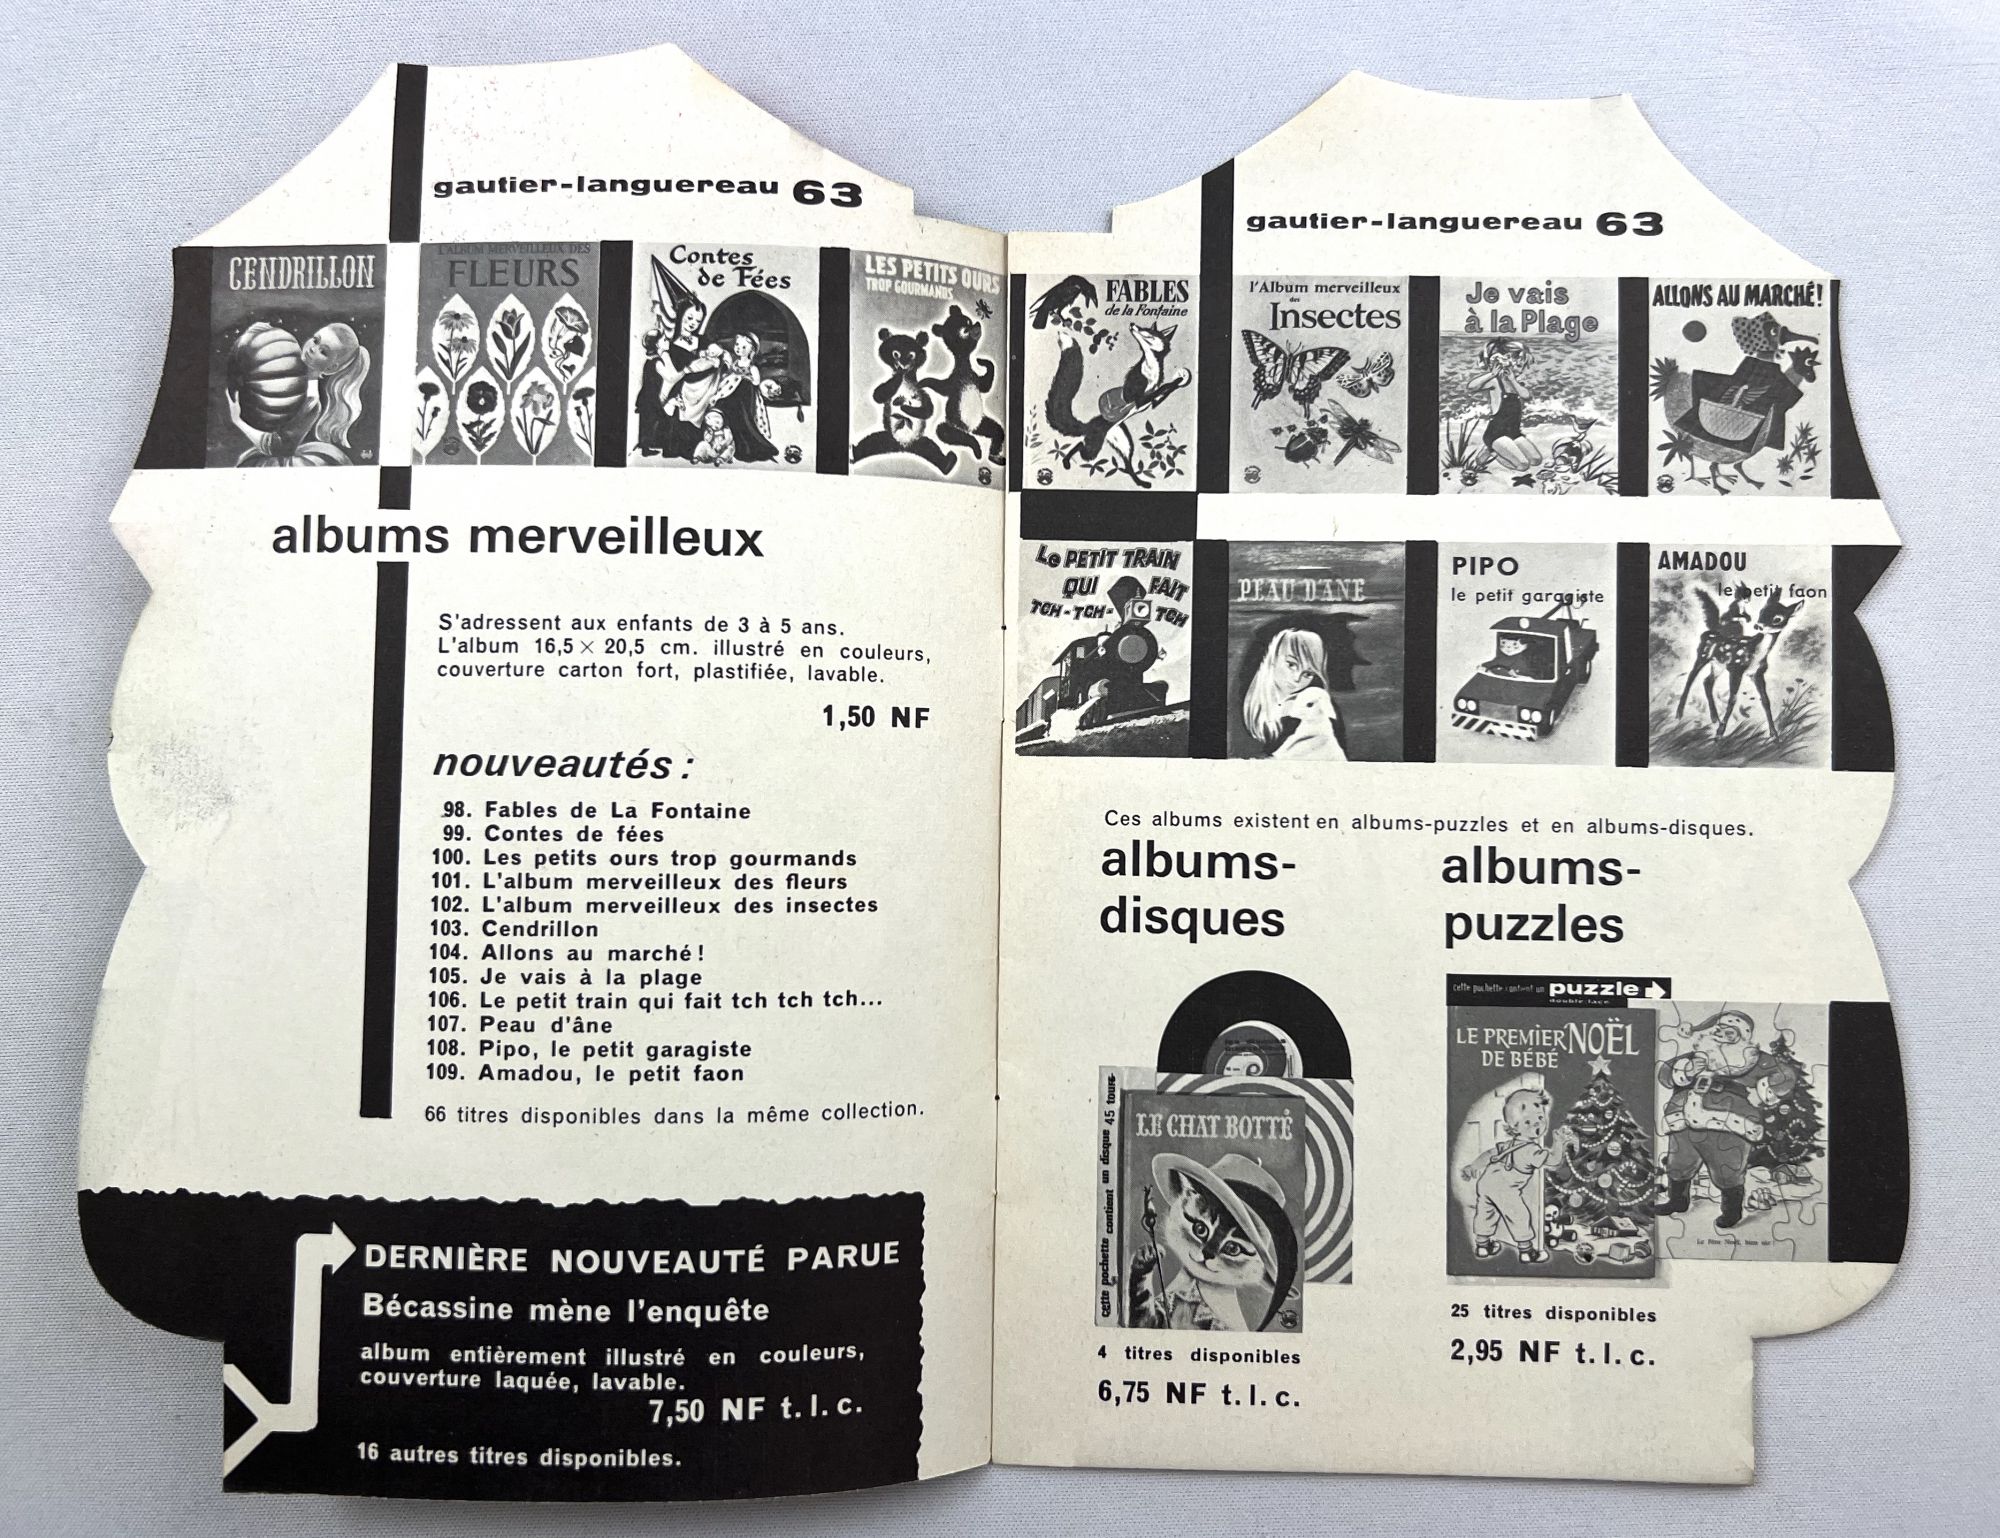 gautier-languereau 63
CENDRILLON
L'ALBUM MERVEILLEUX DES
FLEURS
Contes
de Fées
LES PETITS OURS
TROP GOURMANDS
albums merveilleux
S'adressent aux enfants de 3 à 5 ans.
L'album 16,5 × 20,5 cm. illustré en couleurs,
couverture carton fort, plastifiée, lavable.
1,50 NF
nouveautés :
98. Fables de La Fontaine
99. Contes de fées
100. Les petits ours trop gourmands
101. L'album merveilleux des fleurs
102. L'album merveilleux des insectes
103. Cendrillon
104. Allons au marché !
105. Je vais à la plage
106. Le petit train qui fait tch tch tch...
107. Peau d'âne
108. Pipo, le petit garagiste
109. Amadou, le petit faon
66 titres disponibles dans la même collection.
DERNIÈRE NOUVEAUTÉ PARUE
Bécassine mène l'enquête
album entièrement illustré en couleurs,
couverture laquée, lavable.
7,50 NF t.l.c.
16 autres titres disponibles.
gautier-languereau 63
FABLES
de la Fontaine
l'Album merveilleux
des
Insectes
Je vais
à la Plage
ALLONS AU MARCHÉ!
Le PETIT TRAIN
QUI FAIT
TCH-TCH-TCH
PEAU D'ANE
PIPO
le petit garagiste
AMADOU
le petit faon
Ces albums existent en albums-puzzles et en albums-disques.
albums-
disques
cette pochette contient un disque 45 tours
LE CHAT BOTTÉ
4 titres disponibles
6,75 NF t.l.c.
albums-
puzzles
cette pochette contient un puzzle
double-face
LE PREMIER NOËL
DE BÉBÉ
Le Père Noël, bien sûr !
25 titres disponibles
2,95 NF t.l.c.